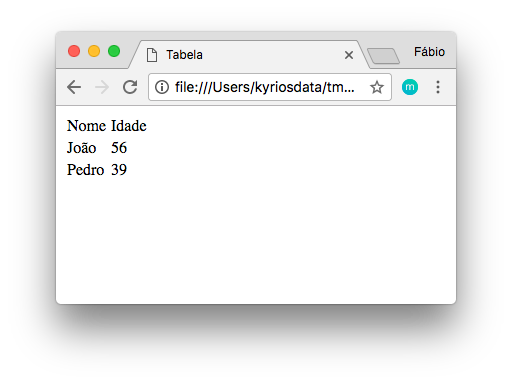 Tabela
Fábio
file:///Users/kyriosdata/tm...
m
Nome Idade
João 56
Pedro 39